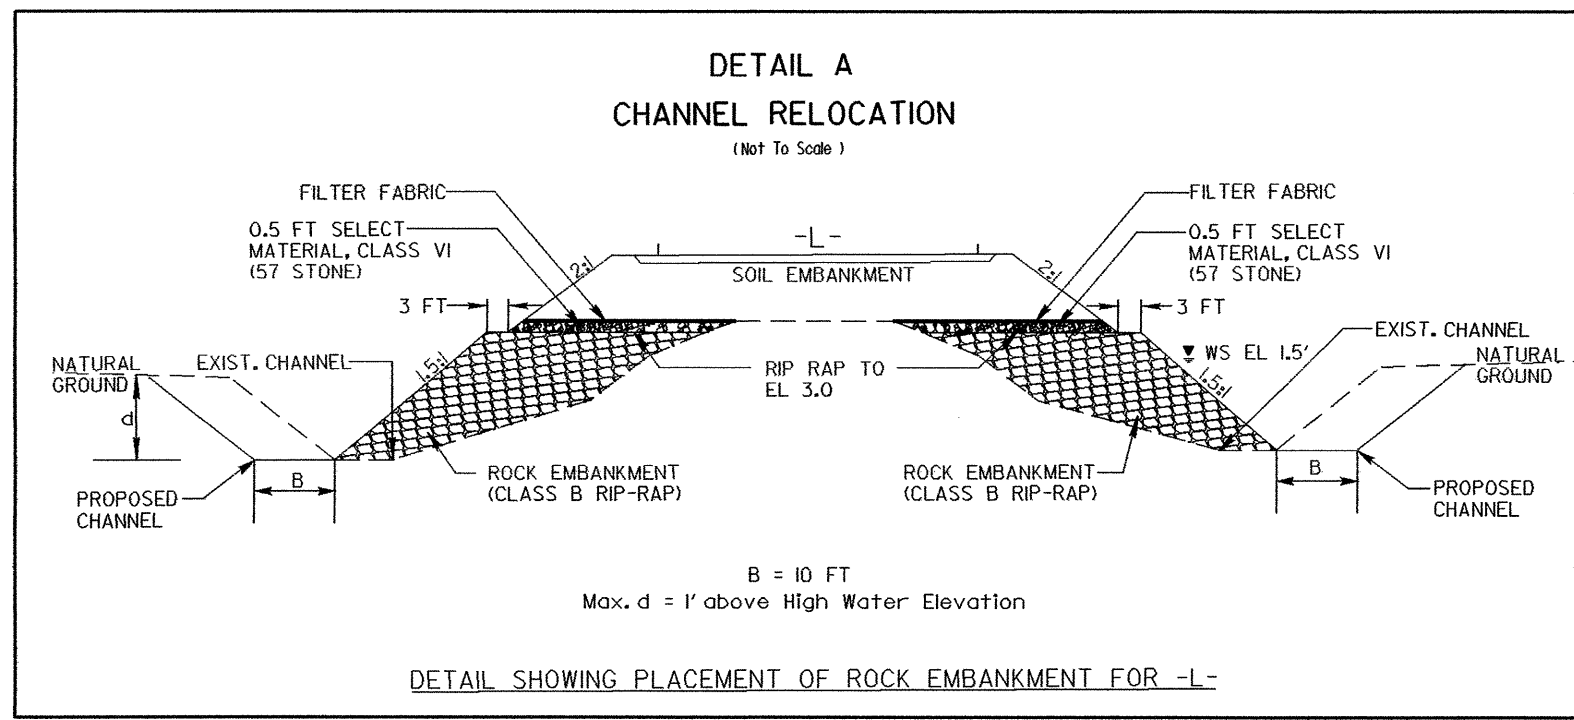 DETAIL A
CHANNEL RELOCATION
(Not To Scale)
FILTER FABRIC
0.5 FT SELECT
MATERIAL, CLASS VI
(57 STONE)
3 FT
2:1
-L-
SOIL EMBANKMENT
2:1
FILTER FABRIC
0.5 FT SELECT
MATERIAL, CLASS VI
(57 STONE)
3 FT
NATURAL
GROUND
EXIST. CHANNEL
1.5:1
RIP RAP TO
EL 3.0
WS EL 1.5'
1.5:1
EXIST. CHANNEL
NATURAL
GROUND
d
B
PROPOSED
CHANNEL
ROCK EMBANKMENT
(CLASS B RIP-RAP)
ROCK EMBANKMENT
(CLASS B RIP-RAP)
B
PROPOSED
CHANNEL
B = 10 FT
Max. d = 1' above High Water Elevation
DETAIL SHOWING PLACEMENT OF ROCK EMBANKMENT FOR -L-